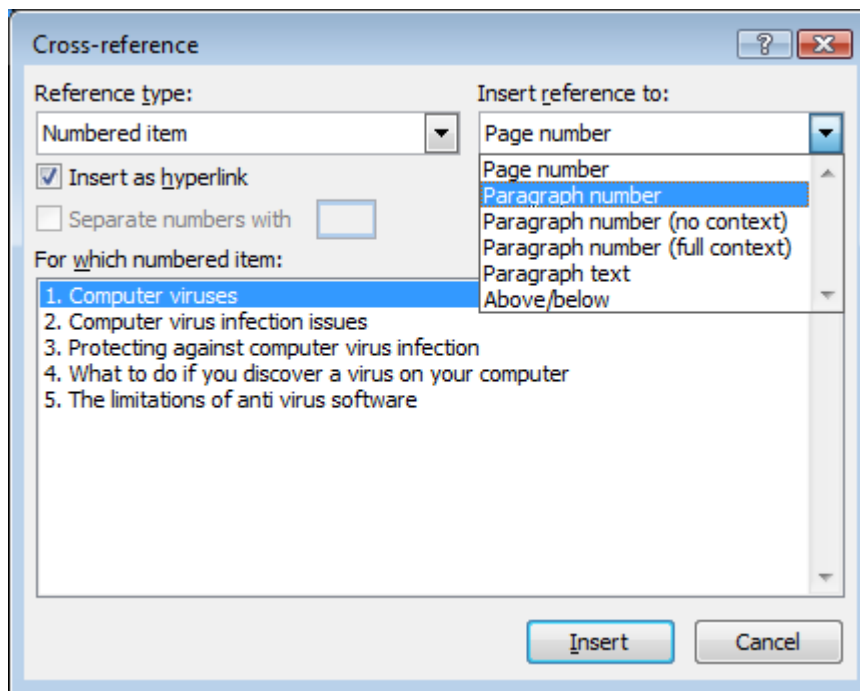 Cross-reference
Reference type:
Insert reference to:
Numbered item
Page number
Insert as hyperlink
Separate numbers with
Page number
Paragraph number
Paragraph number (no context)
Paragraph number (full context)
Paragraph text
Above/below
For which numbered item:
1. Computer viruses
2. Computer virus infection issues
3. Protecting against computer virus infection
4. What to do if you discover a virus on your computer
5. The limitations of anti virus software
Insert
Cancel